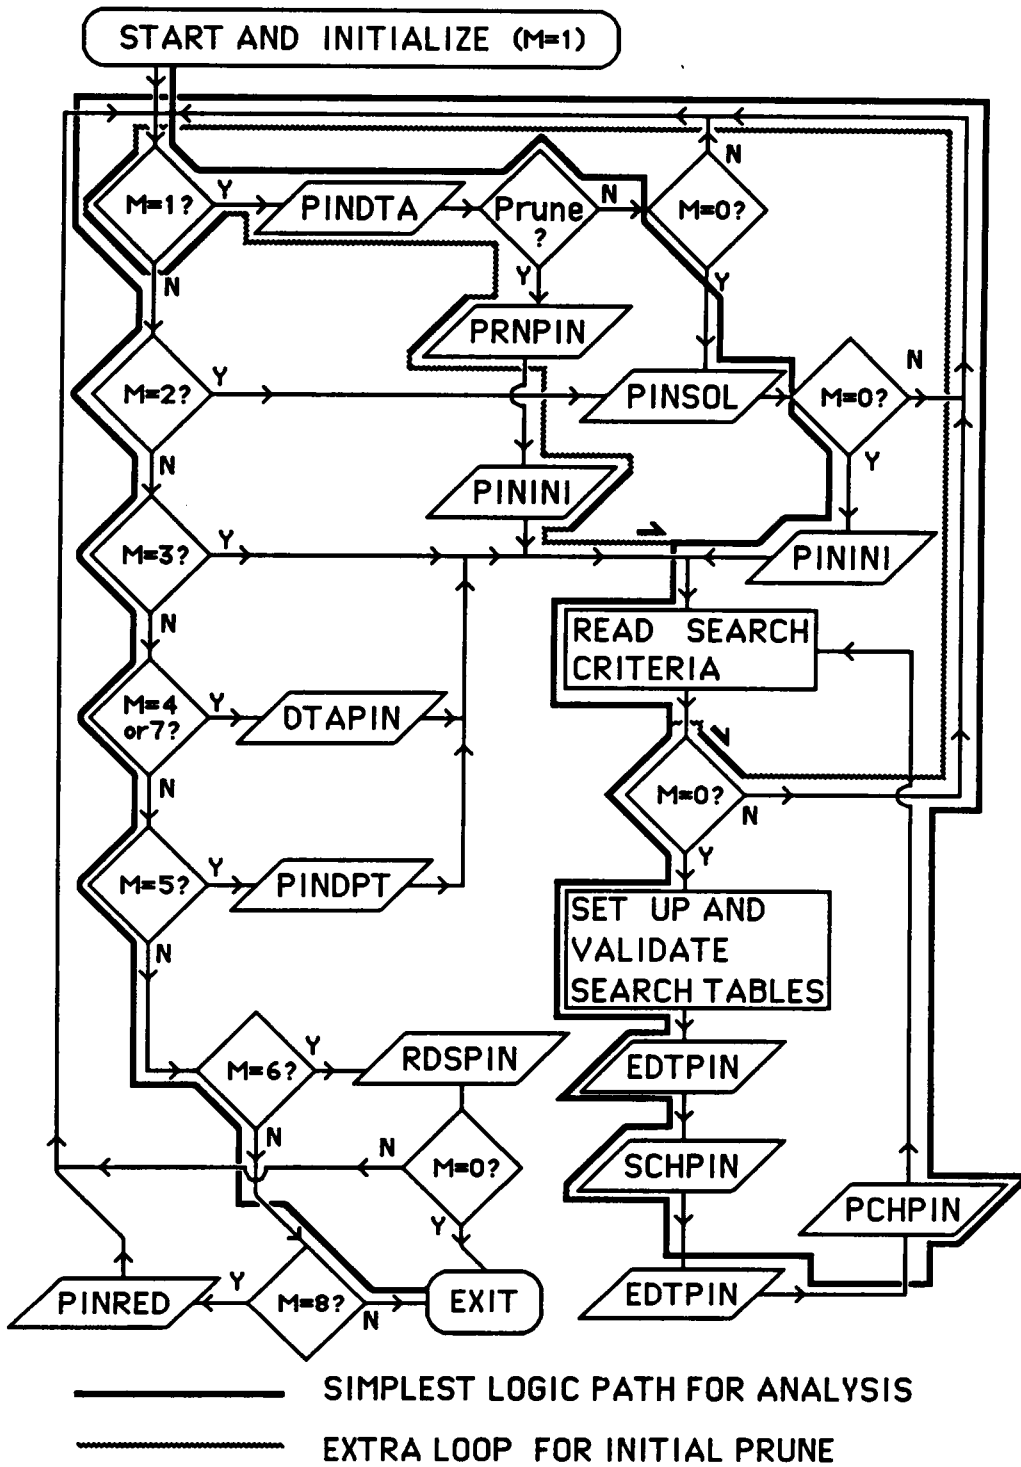 START AND INITIALIZE (M=1)
N
M=1?
Y
PINDTA
Prune
?
N
M=0?
Y
N
Y
PRNPIN
M=2?
Y
PINSOL
M=0?
N
N
Y
PININI
M=3?
Y
PININI
N
READ SEARCH
CRITERIA
M=4
or7?
Y
DTAPIN
N
M=0?
N
Y
M=5?
Y
PINDPT
N
SET UP AND
VALIDATE
SEARCH TABLES
M=6?
Y
RDSPIN
EDTPIN
N
N
M=0?
SCHPIN
Y
PCHPIN
PINRED
Y
M=8?
N
EXIT
EDTPIN
SIMPLEST LOGIC PATH FOR ANALYSIS
EXTRA LOOP FOR INITIAL PRUNE